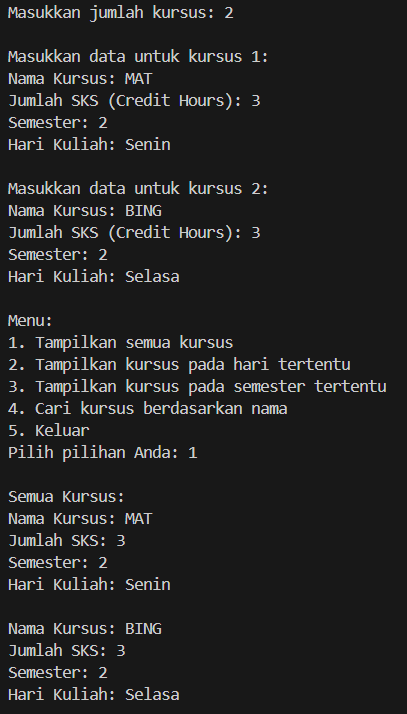 Masukkan jumlah kursus: 2
Masukkan data untuk kursus 1:
Nama Kursus: MAT
Jumlah SKS (Credit Hours): 3
Semester: 2
Hari Kuliah: Senin
Masukkan data untuk kursus 2:
Nama Kursus: BING
Jumlah SKS (Credit Hours): 3
Semester: 2
Hari Kuliah: Selasa
Menu:
1. Tampilkan semua kursus
2. Tampilkan kursus pada hari tertentu
3. Tampilkan kursus pada semester tertentu
4. Cari kursus berdasarkan nama
5. Keluar
Pilih pilihan Anda: 1
Semua Kursus:
Nama Kursus: MAT
Jumlah SKS: 3
Semester: 2
Hari Kuliah: Senin
Nama Kursus: BING
Jumlah SKS: 3
Semester: 2
Hari Kuliah: Selasa